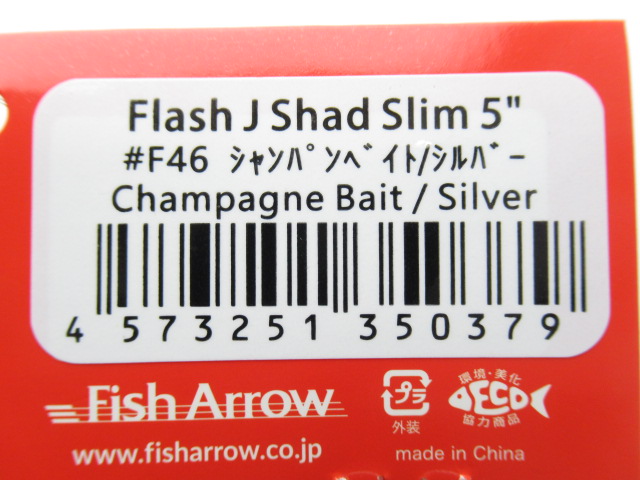 Flash J Shad Slim 5"
#F46 ｼｬﾝﾊﾟﾝﾍﾞｲﾄ/ｼﾙﾊﾞｰ
Champagne Bait / Silver
4 573251 350379
Fish Arrow
プラ
外装
環境・美化
ECO
協力商品
www.fisharrow.co.jp
made in China